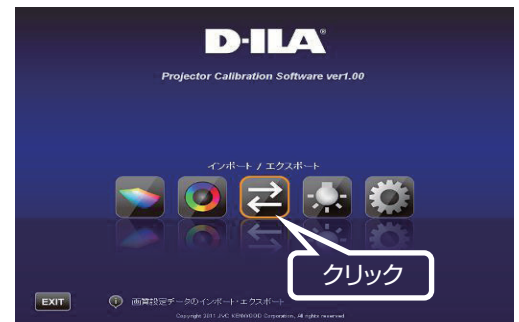 D-ILA®
Projector Calibration Software ver1.00
インポート / エクスポート
クリック
EXIT
画質設定データのインポート・エクスポート
Copyright 2011 JVC KENWOOD Corporation, All rights reserved